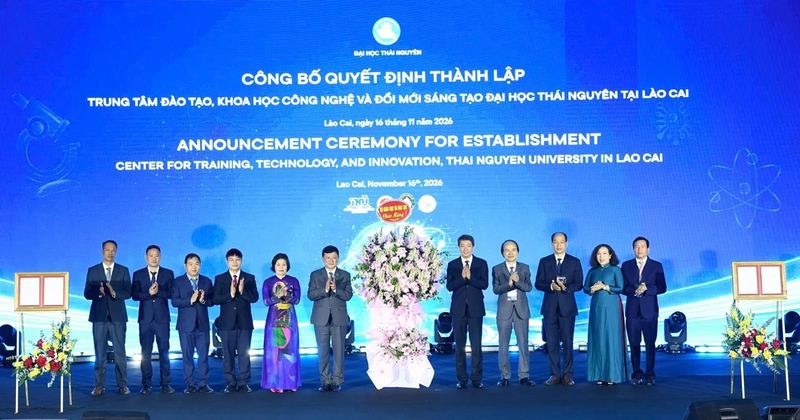 ĐẠI HỌC THÁI NGUYÊN
CÔNG BỐ QUYẾT ĐỊNH THÀNH LẬP
TRUNG TÂM ĐÀO TẠO, KHOA HỌC CÔNG NGHỆ VÀ ĐỔI MỚI SÁNG TẠO ĐẠI HỌC THÁI NGUYÊN TẠI LÀO CAI
Lào Cai, ngày 16 tháng 11 năm 2026
ANNOUNCEMENT CEREMONY FOR ESTABLISHMENT
CENTER FOR TRAINING, TECHNOLOGY, AND INNOVATION, THAI NGUYEN UNIVERSITY IN LAO CAI
Lao Cai, November 16th, 2026
TNU
Chúc Mừng